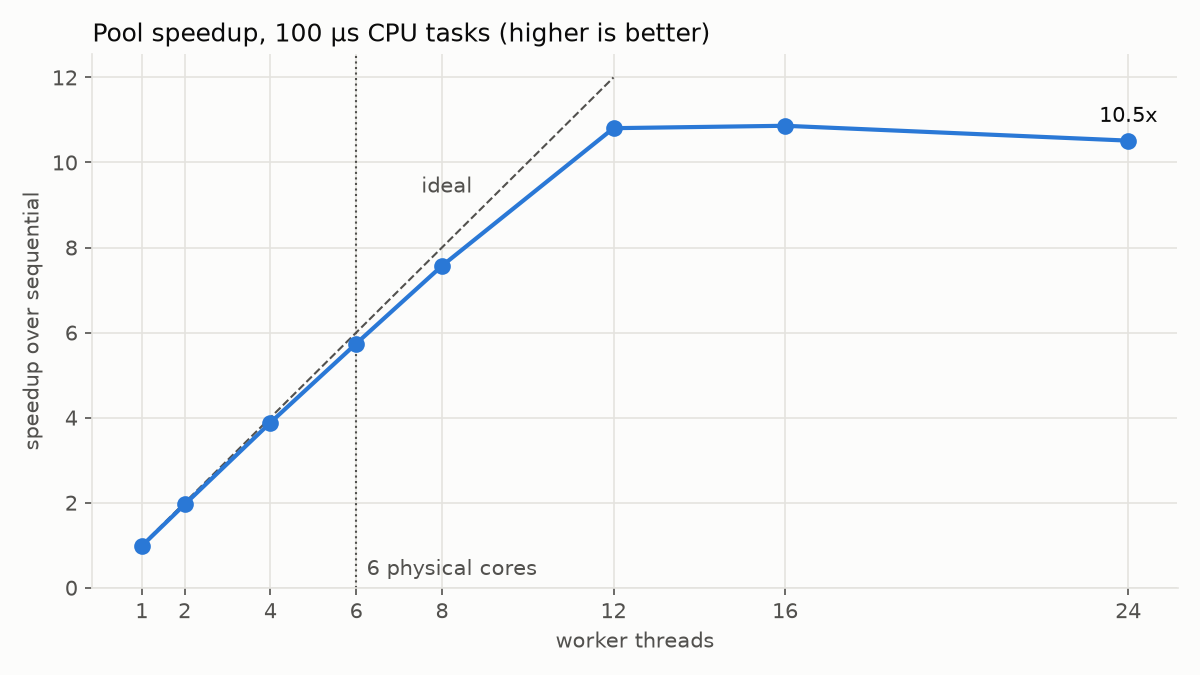 Pool speedup, 100 µs CPU tasks (higher is better)
speedup over sequential
12
10
8
6
4
2
0
10.5x
ideal
6 physical cores
1 2 4 6 8 12 16 24
worker threads